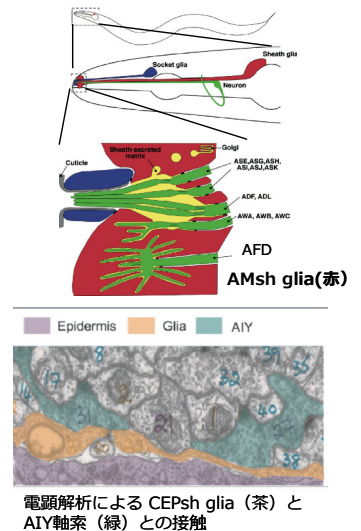 Socket glia
Sheath glia
Neuron
Golgi
Sheath-secreted
matrix
Cuticle
ASE,ASG,ASH,
ASI,ASJ,ASK
ADF, ADL
AWA, AWB, AWC
AFD
AMsh glia(赤)
Epidermis
Glia
AIY
8
17
32
39
35
14
31
21
40
27
38
電顕解析による CEPsh glia（茶）と
AIY軸索（緑）との接触